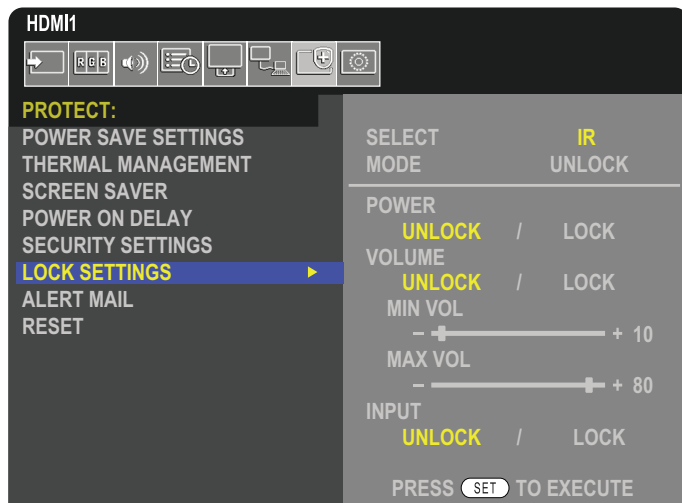 HDMI1
RGB
PROTECT:
POWER SAVE SETTINGS
THERMAL MANAGEMENT
SCREEN SAVER
POWER ON DELAY
SECURITY SETTINGS
LOCK SETTINGS
ALERT MAIL
RESET
SELECT IR
MODE UNLOCK
POWER
UNLOCK / LOCK
VOLUME
UNLOCK / LOCK
MIN VOL
– + 10
MAX VOL
– + 80
INPUT
UNLOCK / LOCK
PRESS SET TO EXECUTE